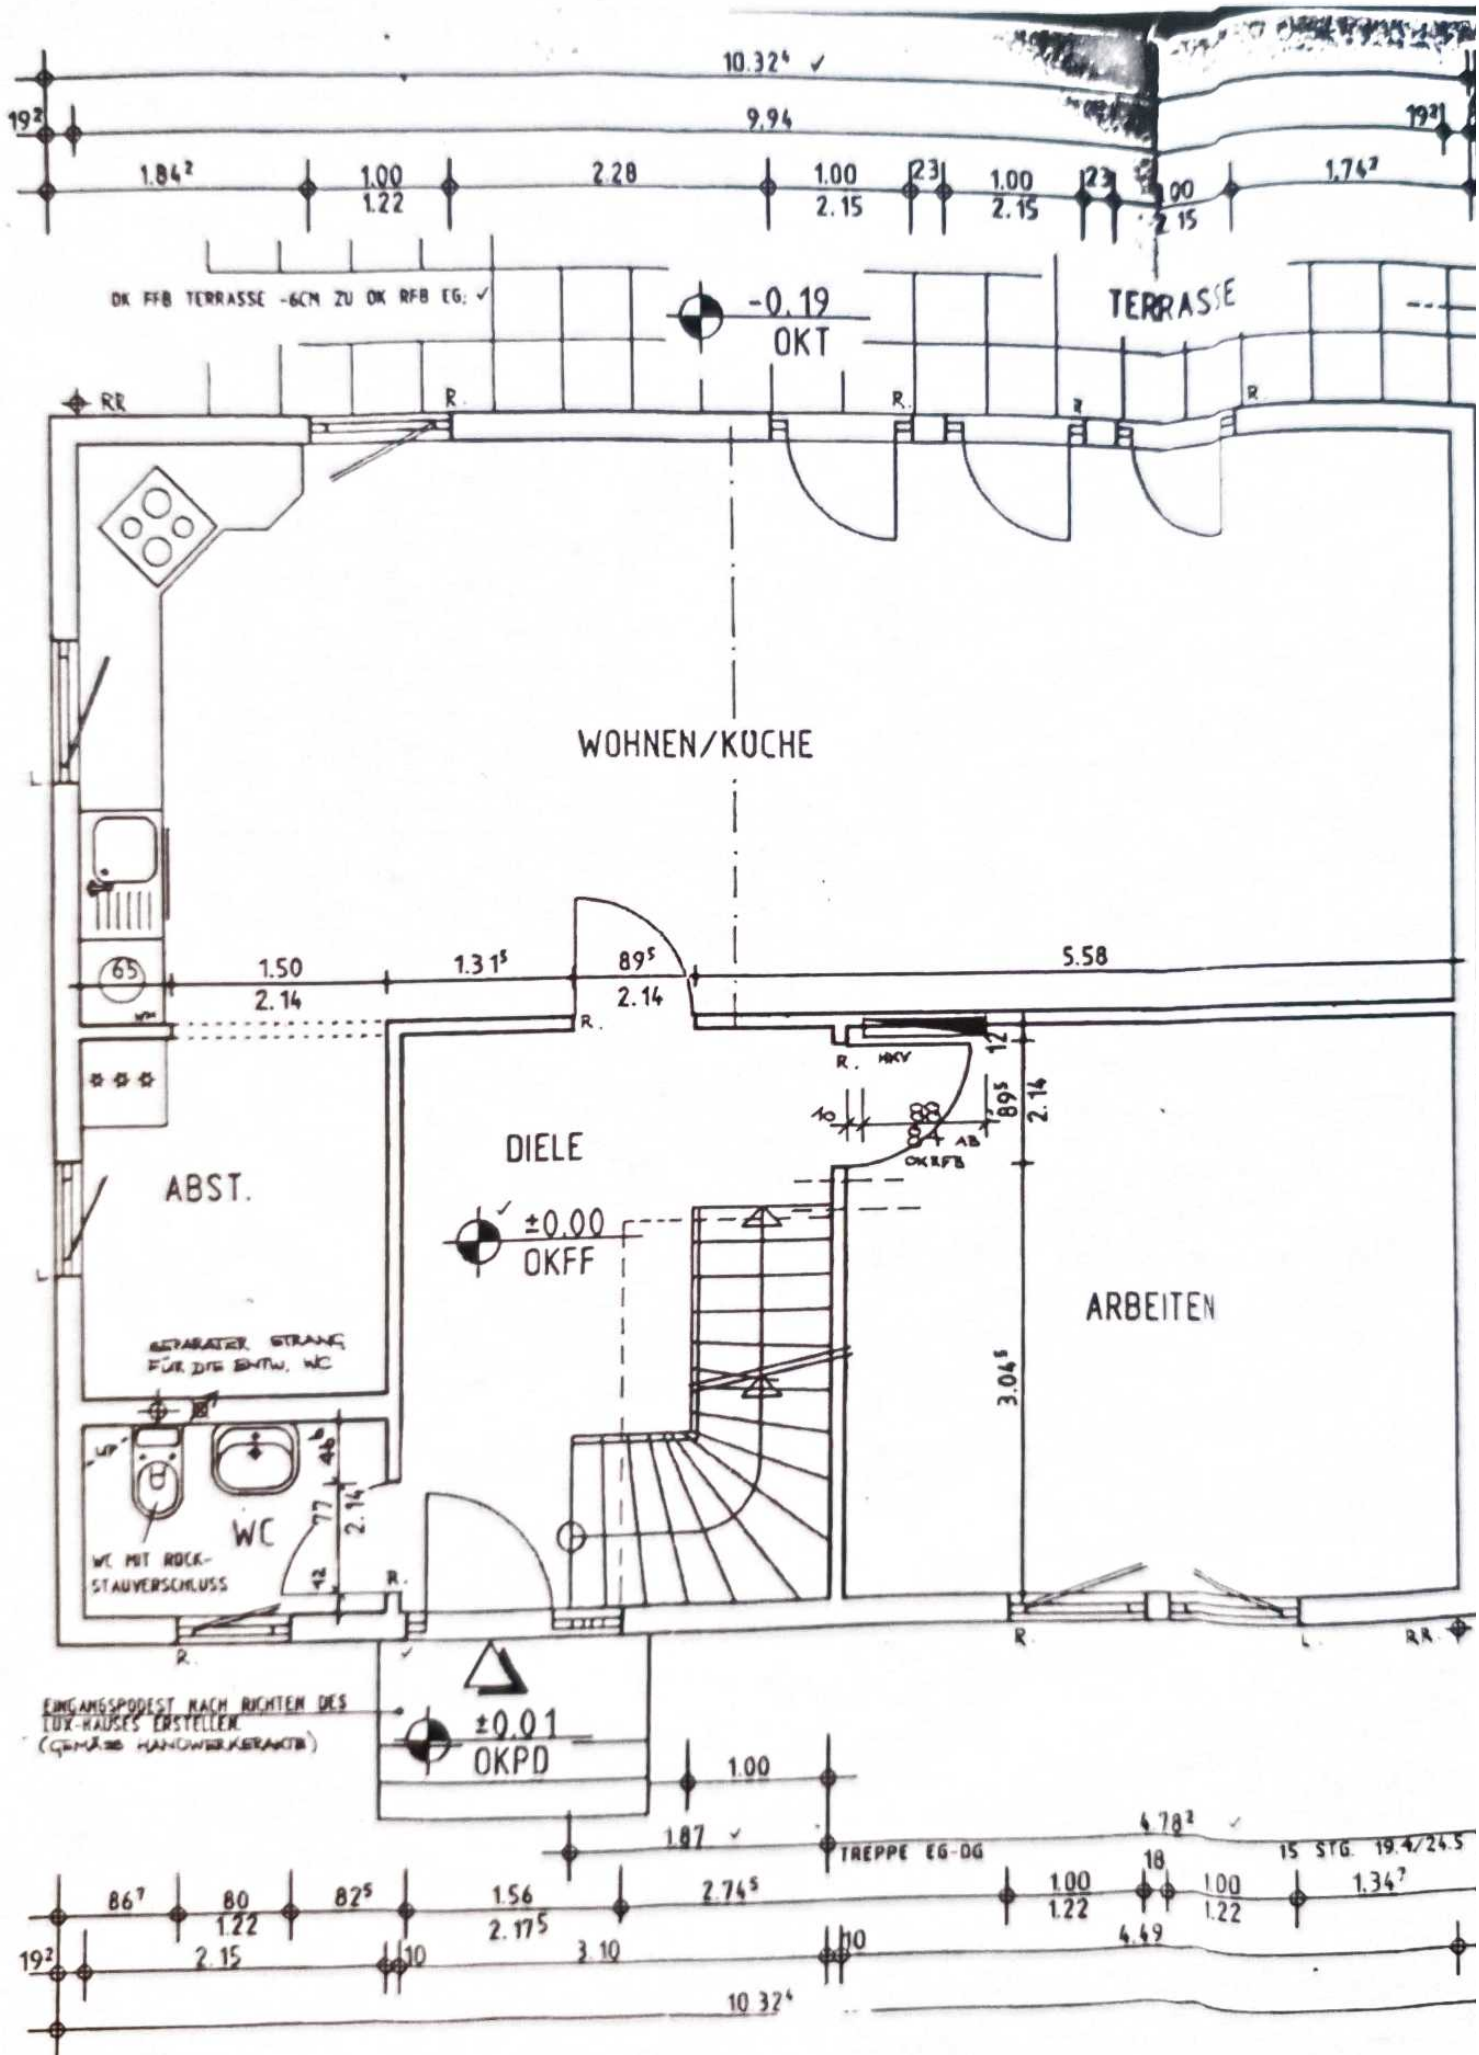 10.32⁴ ✓
19²
9.94
19²
1.84²
1.00
1.22
2.28
1.00
2.15
23
1.00
2.15
23
1.00
2.15
1.74²
OK FFB TERRASSE -6CM ZU OK RFB EG; ✓
-0.19
OKT
TERRASSE
RR
R.
R.
R.
R.
WOHNEN/KÜCHE
L
65
1.50
2.14
1.31⁵
89⁵
2.14
5.58
R.
R.
HKV
12
89⁵
2.14
10
AB
OKRFB
DIELE
ABST.
✓
±0.00
OKFF
L
ARBEITEN
3.04⁵
SEPARATER STRANG
FÜR DIE ENTW. WC
UP
46⁶
WC
77
2.14
12
WC MIT RÜCK-
STAUVERSCHLUSS
R.
R.
✓
R.
L.
RR.
EINGANGSPODEST NACH RICHTEN DES
LUX-HAUSES ERSTELLEN
(GEMÄSS HANDWERKERAKTE)
±0.01
OKPD
1.00
1.87 ✓
4.78² ✓
TREPPE EG-DG
15 STG. 19.4/24.5
86⁷
80
1.22
82⁵
1.56
2.17⁵
2.74⁵
1.00
1.22
18
1.00
1.22
1.34⁷
19²
2.15
10
3.10
10
4.49
10.32⁴